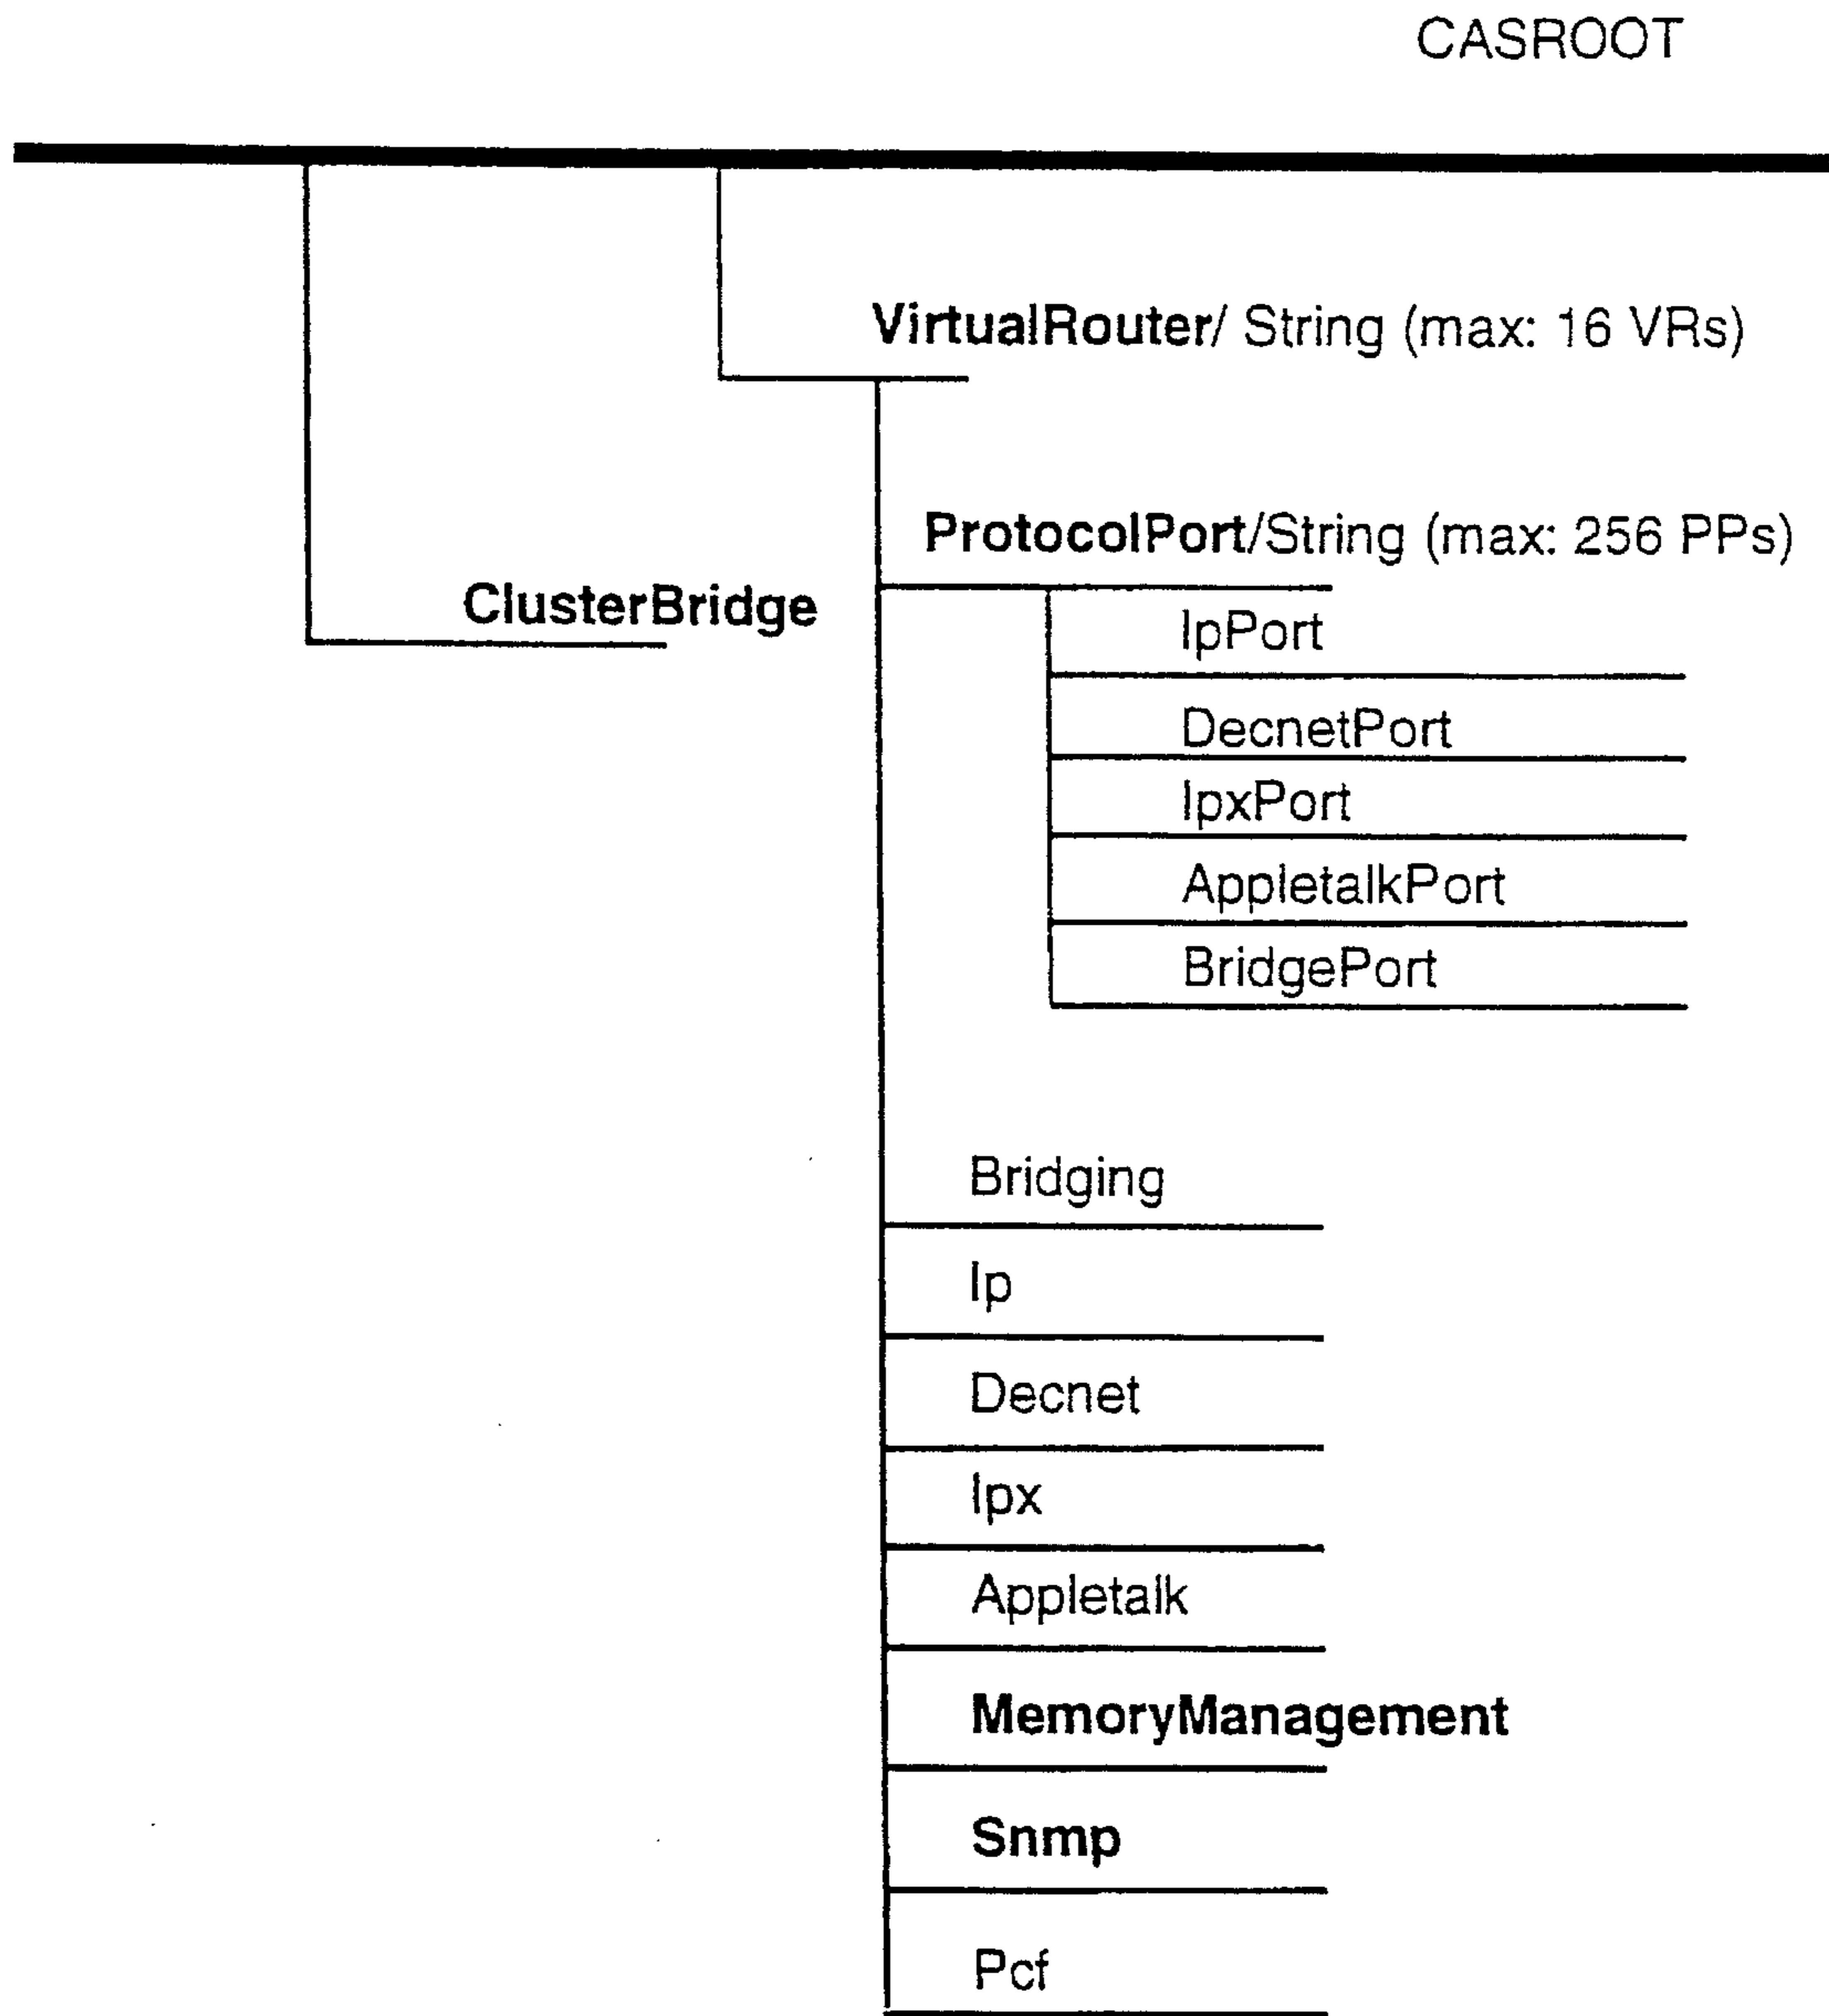 CASROOT
VirtualRouter/ String (max: 16 VRs)
ProtocolPort/String (max: 256 PPs)
ClusterBridge
IpPort
DecnetPort
IpxPort
AppletalkPort
BridgePort
Bridging
Ip
Decnet
Ipx
Appletalk
MemoryManagement
Snmp
Pcf